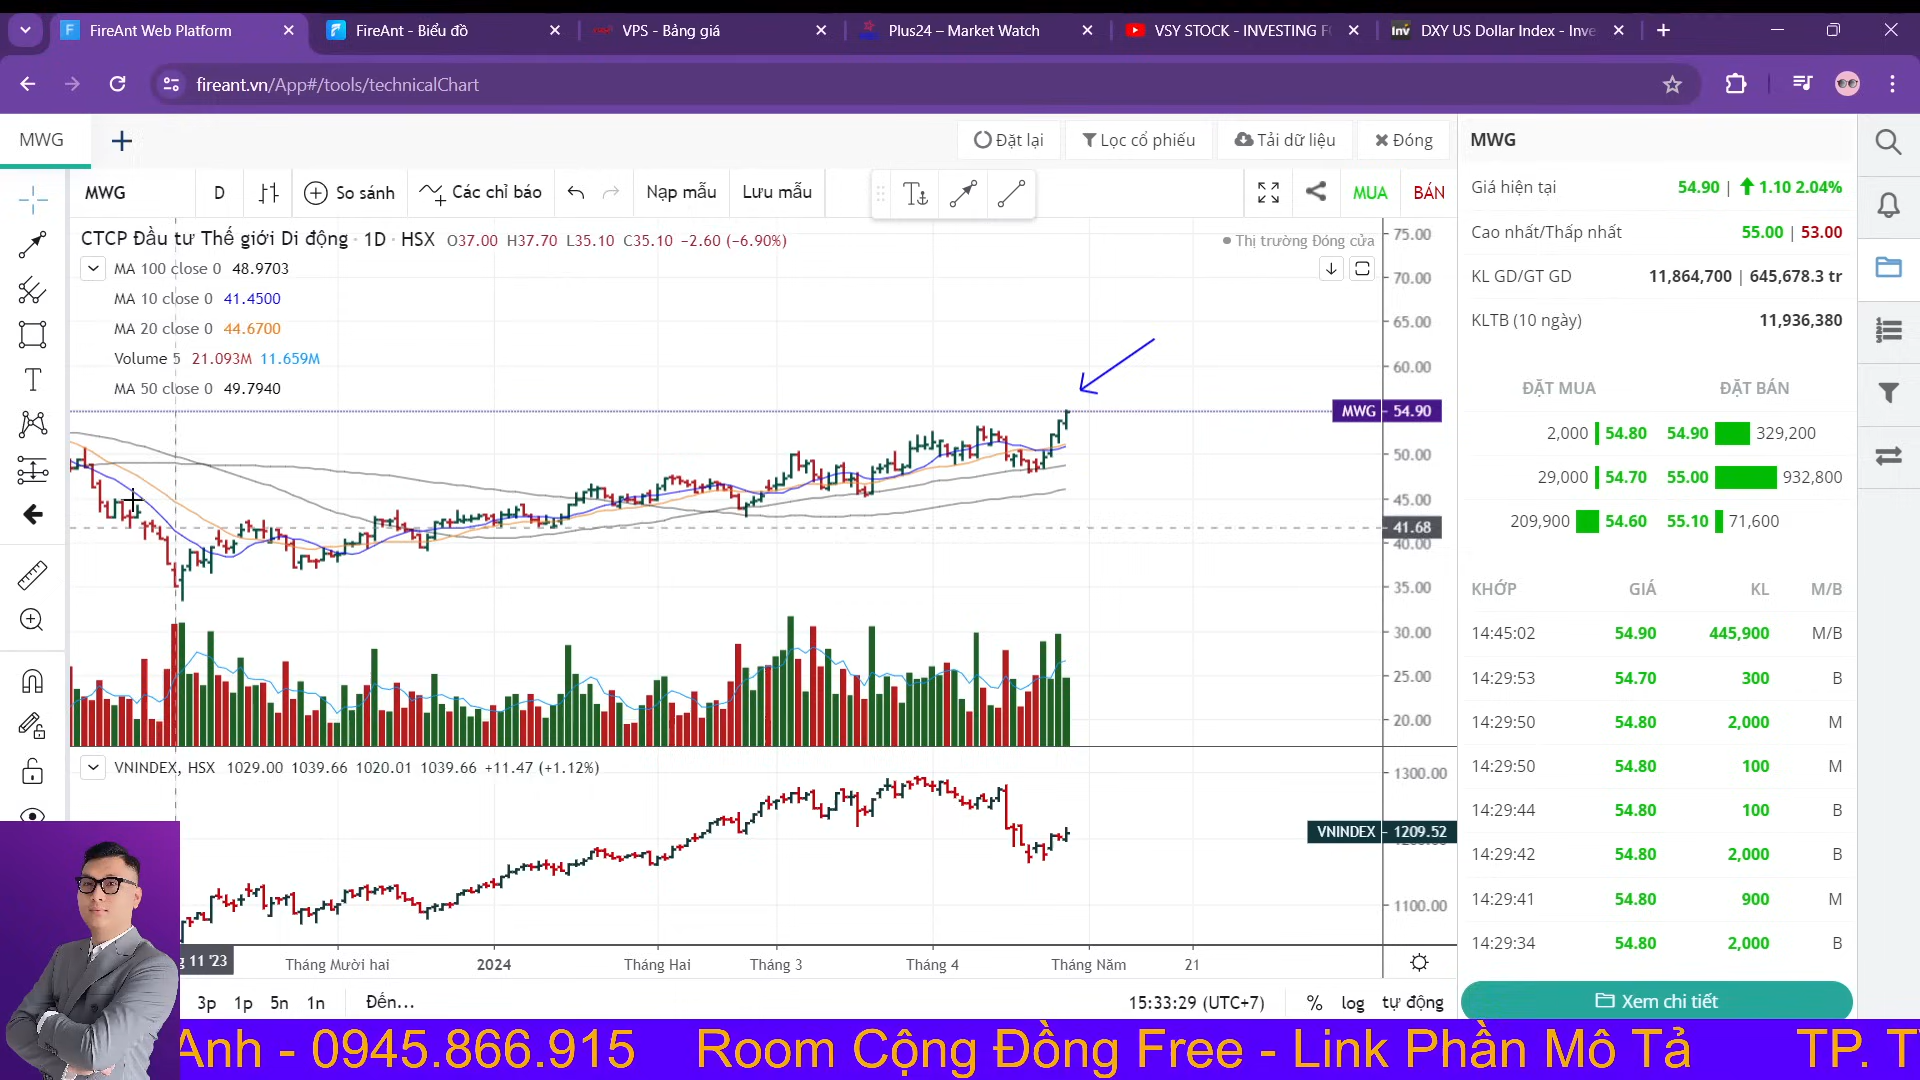 FireAnt Web Platform
FireAnt - Biểu đồ
VPS - Bảng giá
Plus24 – Market Watch
VSY STOCK - INVESTING F
DXY US Dollar Index - Inve
fireant.vn/App#/tools/technicalChart
MWG
Đặt lại
Lọc cổ phiếu
Tải dữ liệu
Đóng
MWG
D
So sánh
Các chỉ báo
Nạp mẫu
Lưu mẫu
MUA
BÁN
CTCP Đầu tư Thế giới Di động · 1D · HSX O37.00 H37.70 L35.10 C35.10 −2.60 (−6.90%)
Thị trường Đóng cửa
MA 100 close 0 48.9703
MA 10 close 0 41.4500
MA 20 close 0 44.6700
Volume 5 21.093M 11.659M
MA 50 close 0 49.7940
75.00
70.00
65.00
60.00
MWG 54.90
50.00
45.00
41.68
40.00
35.00
30.00
25.00
20.00
VNINDEX, HSX 1029.00 1039.66 1020.01 1039.66 +11.47 (+1.12%)
1300.00
VNINDEX 1209.52
1100.00
11 '23
Tháng Mười hai
2024
Tháng Hai
Tháng 3
Tháng 4
Tháng Năm
21
3p 1p 5n 1n Đến...
15:33:29 (UTC+7)
% log tự động
MWG
Giá hiện tại 54.90 | 1.10 2.04%
Cao nhất/Thấp nhất 55.00 | 53.00
KL GD/GT GD 11,864,700 | 645,678.3 tr
KLTB (10 ngày) 11,936,380
ĐẶT MUA ĐẶT BÁN
2,000 54.80 54.90 329,200
29,000 54.70 55.00 932,800
209,900 54.60 55.10 71,600
KHỚP GIÁ KL M/B
14:45:02 54.90 445,900 M/B
14:29:53 54.70 300 B
14:29:50 54.80 2,000 M
14:29:50 54.80 100 M
14:29:44 54.80 100 B
14:29:42 54.80 2,000 B
14:29:41 54.80 900 M
14:29:34 54.80 2,000 B
Xem chi tiết
Anh - 0945.866.915 Room Cộng Đồng Free - Link Phần Mô Tả TP. T